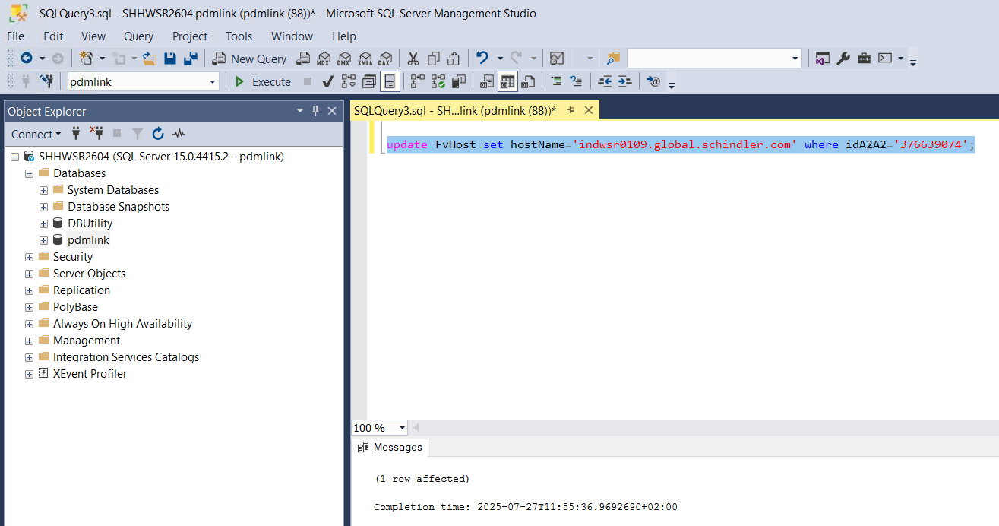 SQLQuery3.sql - SHHWSR2604.pdmlink (pdmlink (88))* - Microsoft SQL Server Management Studio
File Edit View Query Project Tools Window Help
New Query MDX DMX XMLA DAX
pdmlink Execute
Object Explorer
SQLQuery3.sql - SH...link (pdmlink (88))*
Connect
update FvHost set hostName='indwsr0109.global.schindler.com' where idA2A2='376639074';
SHHWSR2604 (SQL Server 15.0.4415.2 - pdmlink)
Databases
System Databases
Database Snapshots
DBUtility
pdmlink
Security
Server Objects
Replication
PolyBase
Always On High Availability
Management
Integration Services Catalogs
XEvent Profiler
100 %
Messages
(1 row affected)
Completion time: 2025-07-27T11:55:36.9692690+02:00